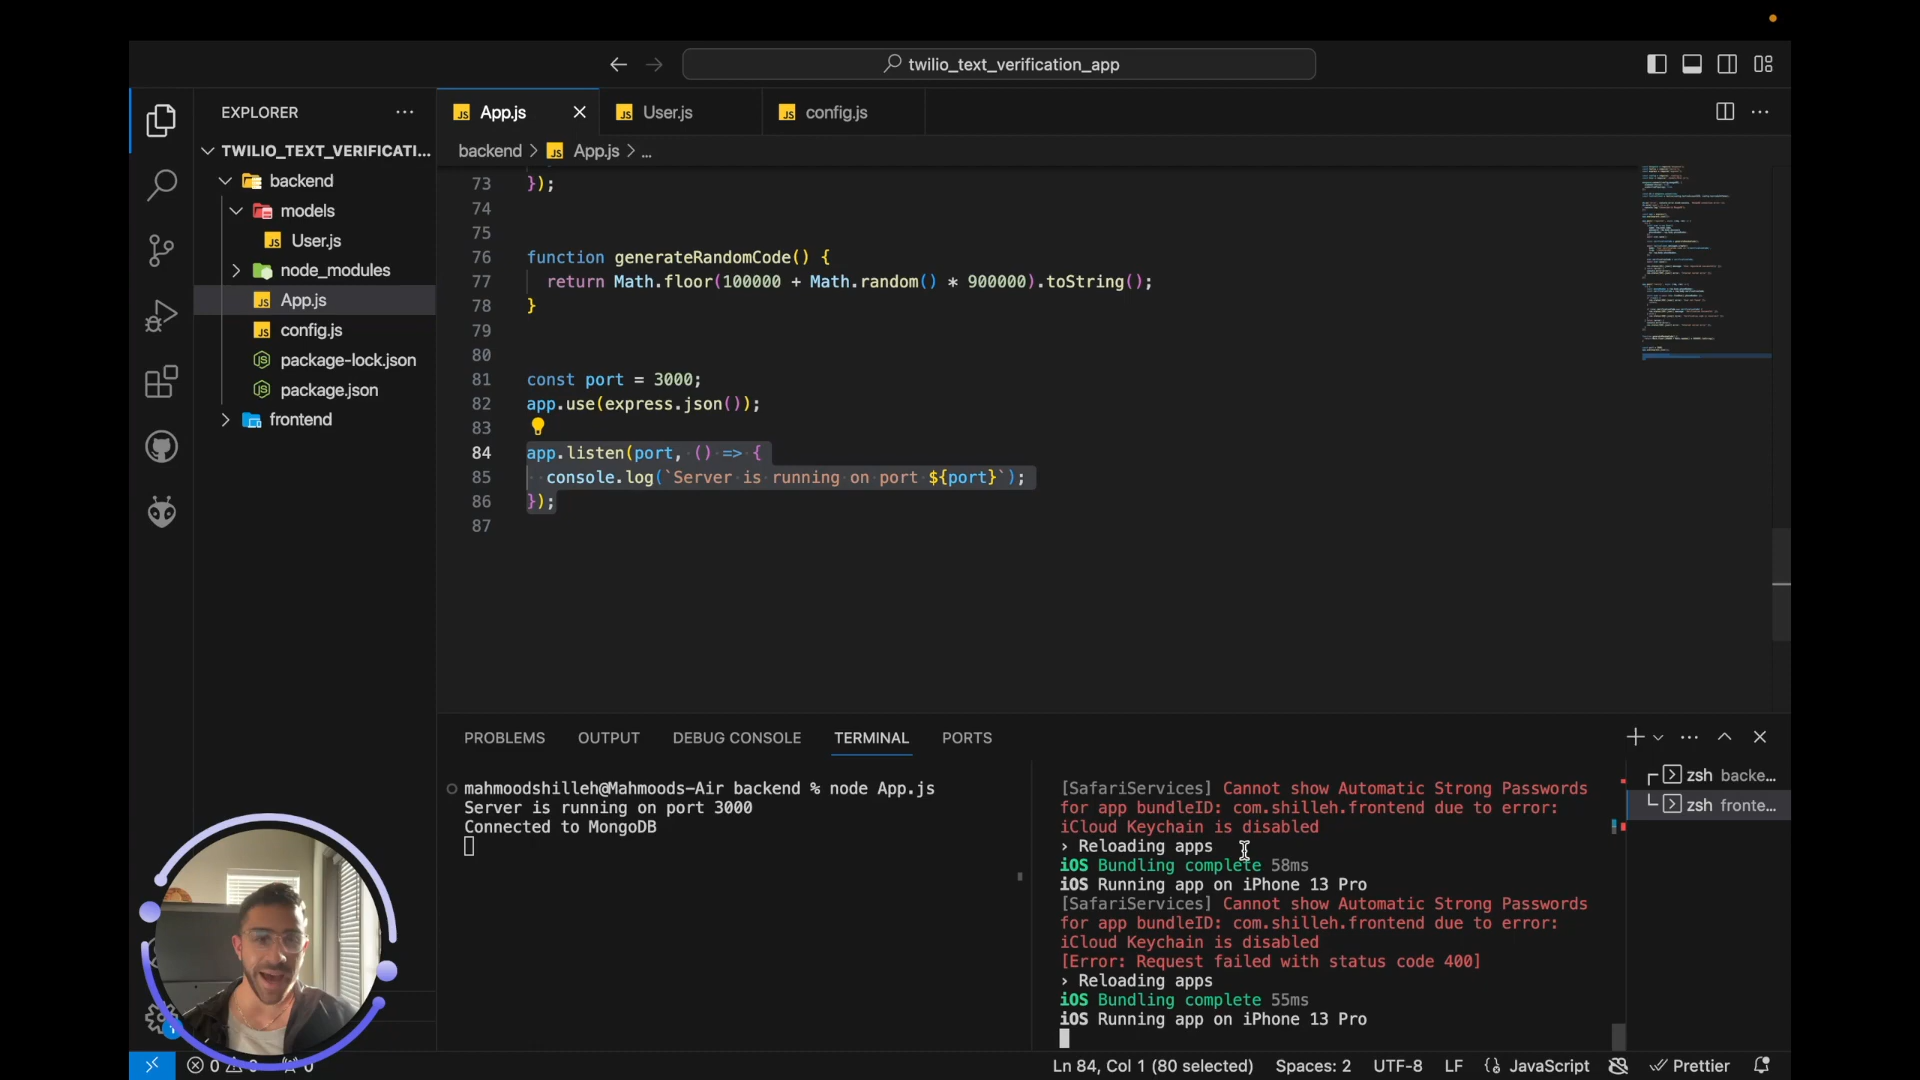 twilio_text_verification_app
EXPLORER
TWILIO_TEXT_VERIFICATI...
backend
models
User.js
node_modules
App.js
config.js
package-lock.json
package.json
frontend
App.js
User.js
config.js
backend > App.js > ...
73 });
74
75
76 function generateRandomCode() {
77 return Math.floor(100000 + Math.random() * 900000).toString();
78 }
79
80
81 const port = 3000;
82 app.use(express.json());
83
84 app.listen(port, () => {
85 console.log(`Server is running on port ${port}`);
86 });
87
PROBLEMS OUTPUT DEBUG CONSOLE TERMINAL PORTS
mahmoodshilleh@Mahmoods-Air backend % node App.js
Server is running on port 3000
Connected to MongoDB
[SafariServices] Cannot show Automatic Strong Passwords
for app bundleID: com.shilleh.frontend due to error:
iCloud Keychain is disabled
› Reloading apps
iOS Bundling complete 58ms
iOS Running app on iPhone 13 Pro
[SafariServices] Cannot show Automatic Strong Passwords
for app bundleID: com.shilleh.frontend due to error:
iCloud Keychain is disabled
[Error: Request failed with status code 400]
› Reloading apps
iOS Bundling complete 55ms
iOS Running app on iPhone 13 Pro
zsh backe...
zsh fronte...
0
Ln 84, Col 1 (80 selected) Spaces: 2 UTF-8 LF JavaScript Prettier